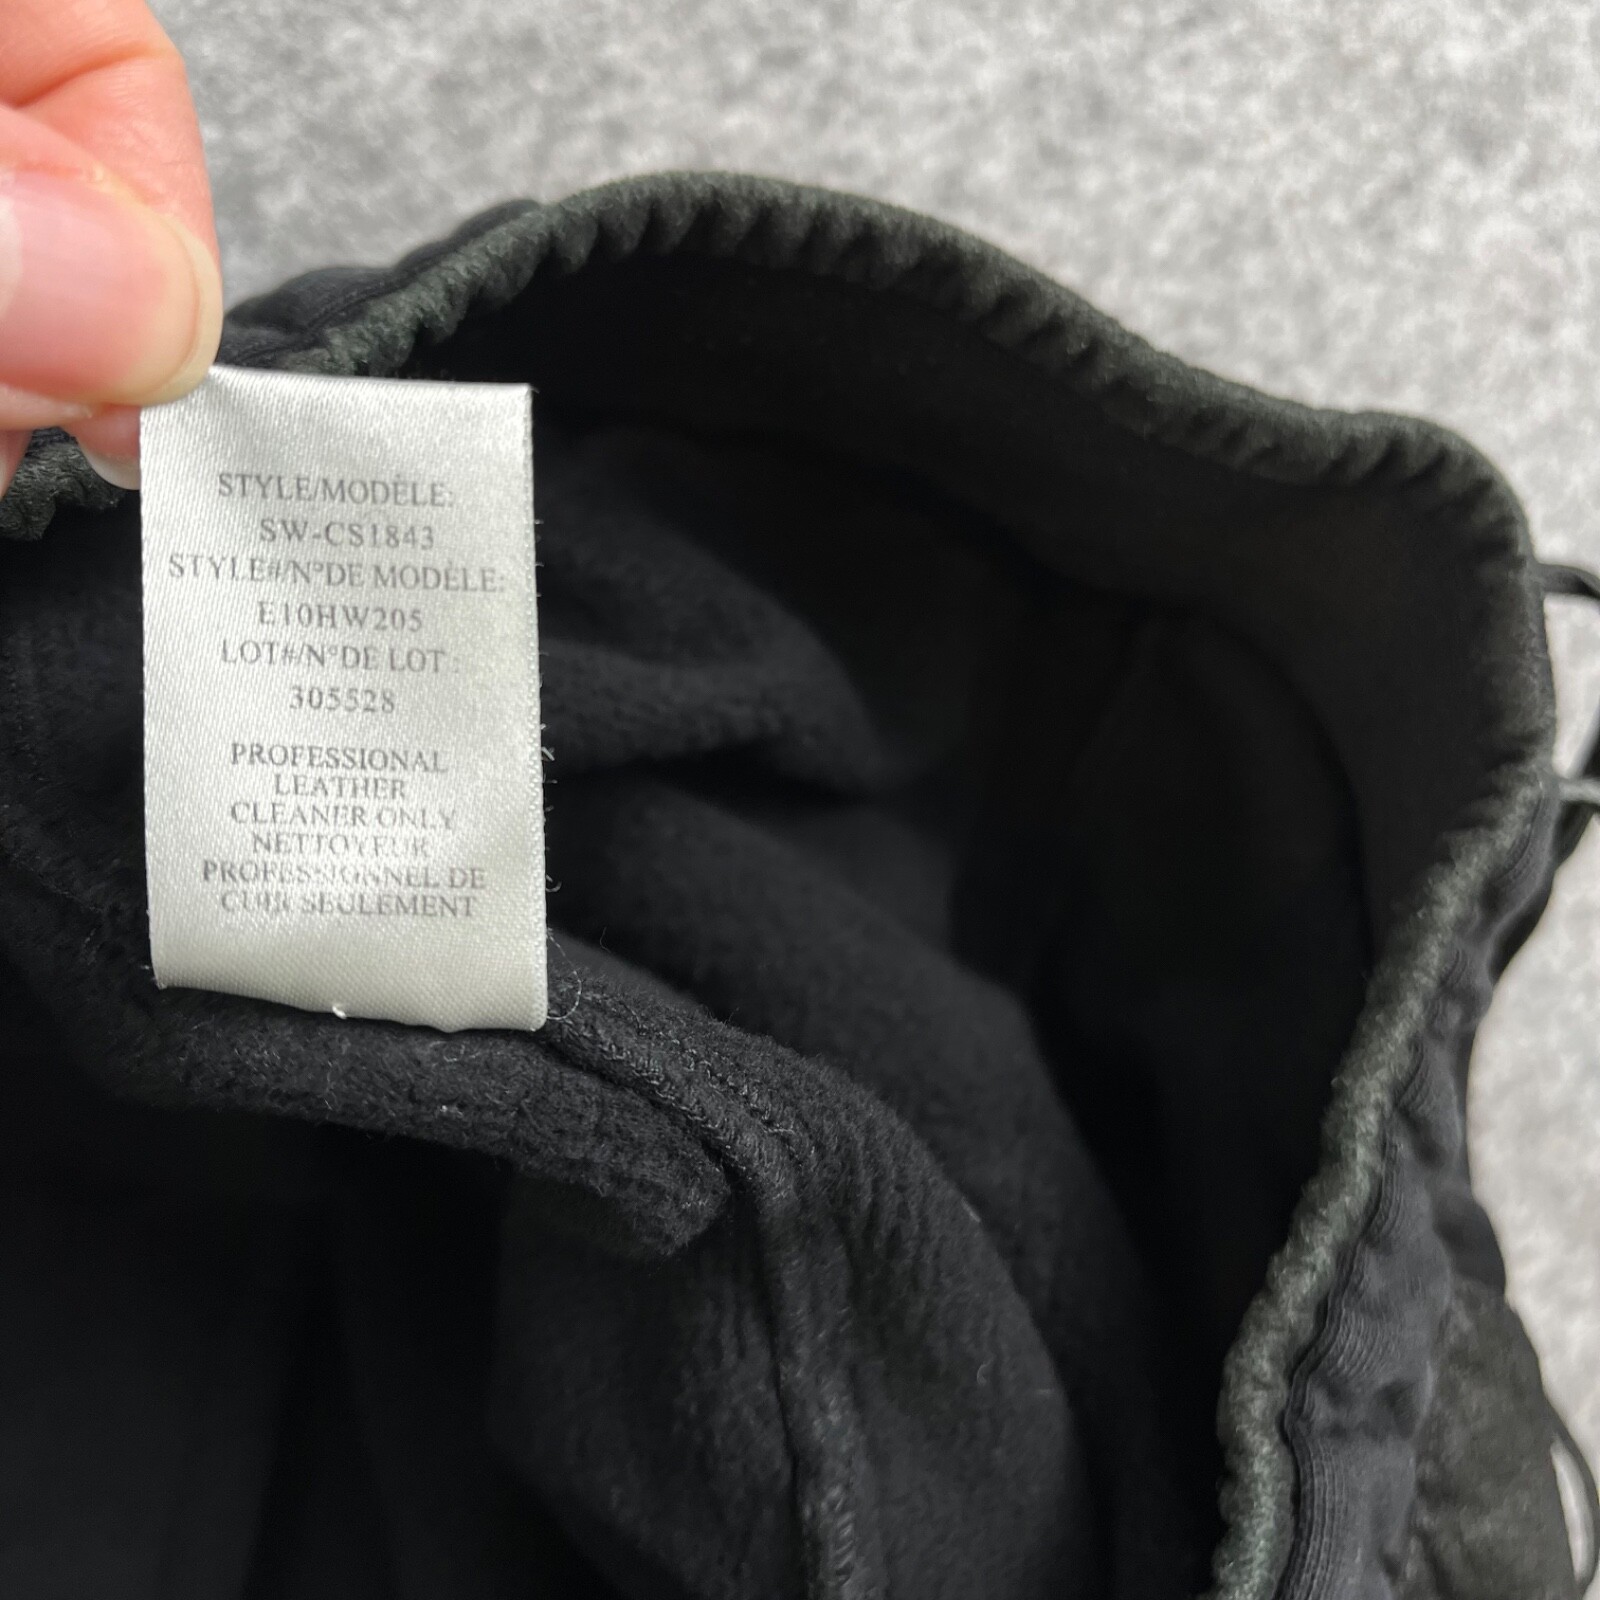 STYLE/MODÈLE:
SW-CS1843
STYLE#/N°DE MODÈLE:
E10HW205
LOT#/N°DE LOT :
305528
PROFESSIONAL
LEATHER
CLEANER ONLY
NETTOYEUR
PROFESSIONNEL DE
CUIR SEULEMENT